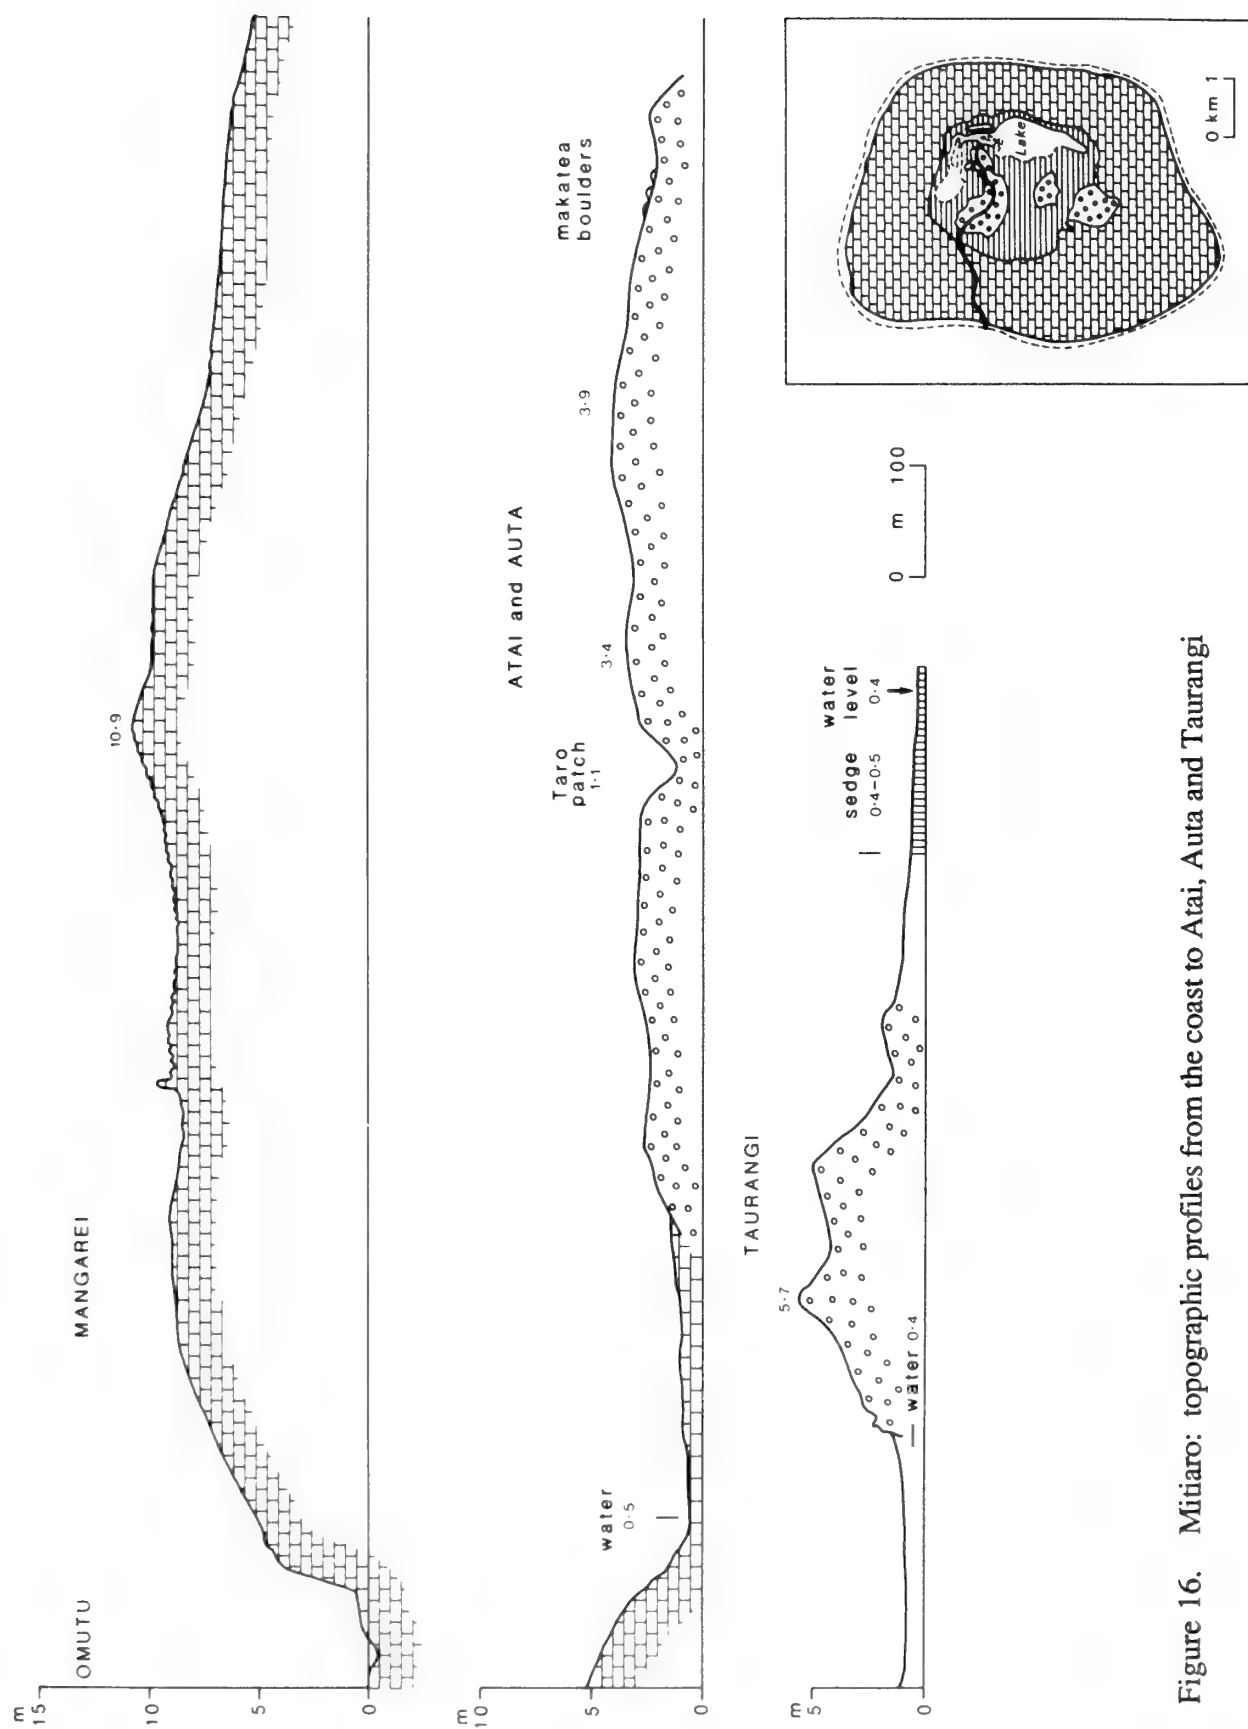 m
15
10
5
0
OMUTU
MANGAREI
10·9
m
10
5
0
water
0·5
Taro
patch
1·1
ATAI and AUTA
3·4
3·9
makatea
boulders
m
5
0
TAURANGI
water 0·4
5·7
sedge
0·4–0·5
water
level
0·4
0 m 100
Lake
0 km 1
Figure 16. Mitiaro: topographic profiles from the coast to Atai, Auta and Taurangi